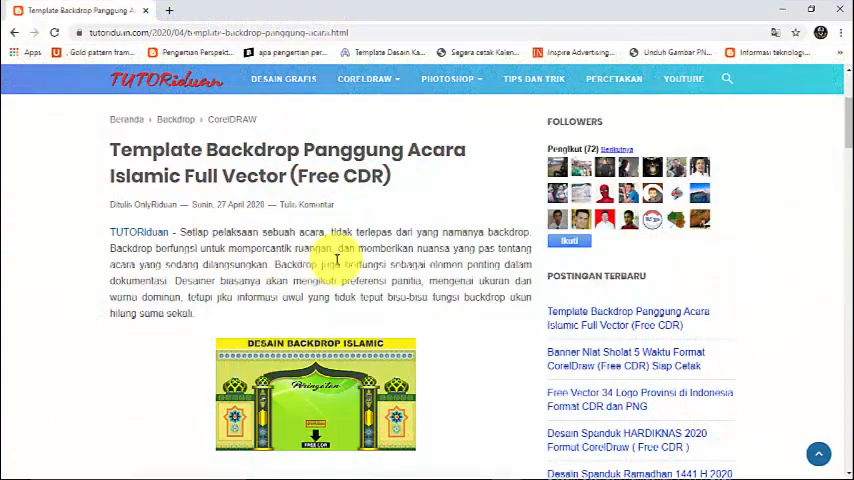 Template Backdrop Panggung A
tutoriduan.com/2020/04/template-backdrop-panggung-acara.html
Apps
, Gold pattern fram...
Pengertian Perspekt...
apa pengertian per...
Template Desain Ka...
Segera cetak Kalen...
Inspire Advertising...
Unduh Gambar PN...
Informasi teknologi...
TUTORiduan
DESAIN GRAFIS
CORELDRAW
PHOTOSHOP
TIPS DAN TRIK
PERCETAKAN
YOUTUBE
Beranda › Backdrop › CorelDRAW
Template Backdrop Panggung Acara
Islamic Full Vector (Free CDR)
Ditulis OnlyRiduan — Senin, 27 April 2020 — Tulis Komentar
TUTORiduan - Setiap pelaksaan sebuah acara, tidak terlepas dari yang namanya backdrop.
Backdrop berfungsi untuk mempercantik ruangan, dan memberikan nuansa yang pas tentang
acara yang sedang dilangsungkan. Backdrop juga berfungsi sebagai elemen penting dalam
dokumentasi. Desainer biasanya akan mengikuti preferensi panitia, mengenai ukuran dan
warna dominan, tetapi jika informasi awal yang tidak tepat bisa-bisa fungsi backdrop akan
hilang sama sekali.
DESAIN BACKDROP ISLAMIC
Peringatan
FREE CDR
FOLLOWERS
Pengikut (72) Berikutnya
Ikuti
POSTINGAN TERBARU
Template Backdrop Panggung Acara
Islamic Full Vector (Free CDR)
Banner Niat Sholat 5 Waktu Format
CorelDraw (Free CDR) Siap Cetak
Free Vector 34 Logo Provinsi di Indonesia
Format CDR dan PNG
Desain Spanduk HARDIKNAS 2020
Format CorelDraw ( Free CDR )
Desain Spanduk Ramadhan 1441 H 2020